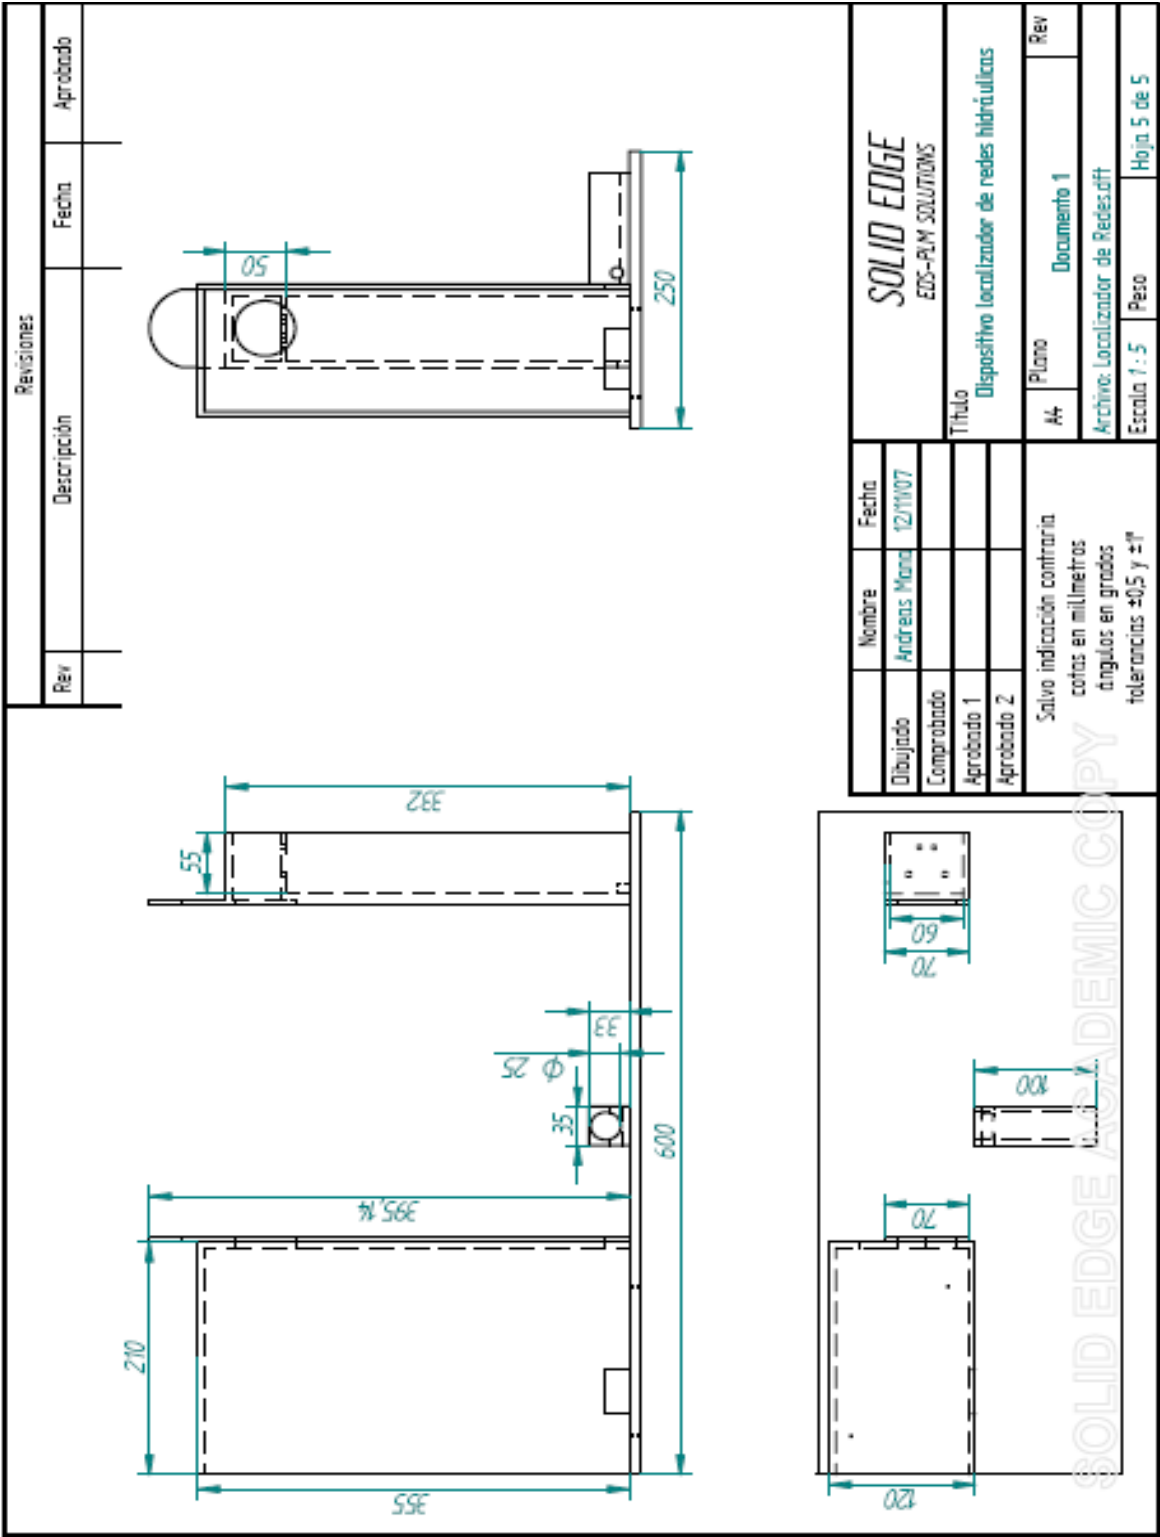 Revisiones
Rev Descripción Fecha Aprobado
210
395,14
355
35
ϕ 25
33
600
55
332
50
250
120
70
100
60
70
Nombre Fecha
Dibujado Andreas Mana 12/11/07
Comprobado
Aprobado 1
Aprobado 2
Salvo indicación contraria
cotas en milímetros
ángulos en grados
tolerancias ±0,5 y ±1º
SOLID EDGE
EDS-PLM SOLUTIONS
Título
Dispositivo localizador de redes hidráulicas
A4 Plano Documento 1 Rev
Archivo: Localizador de Redes.dft
Escala 1 : 5 Peso Hoja 5 de 5
SOLID EDGE ACADEMIC COPY